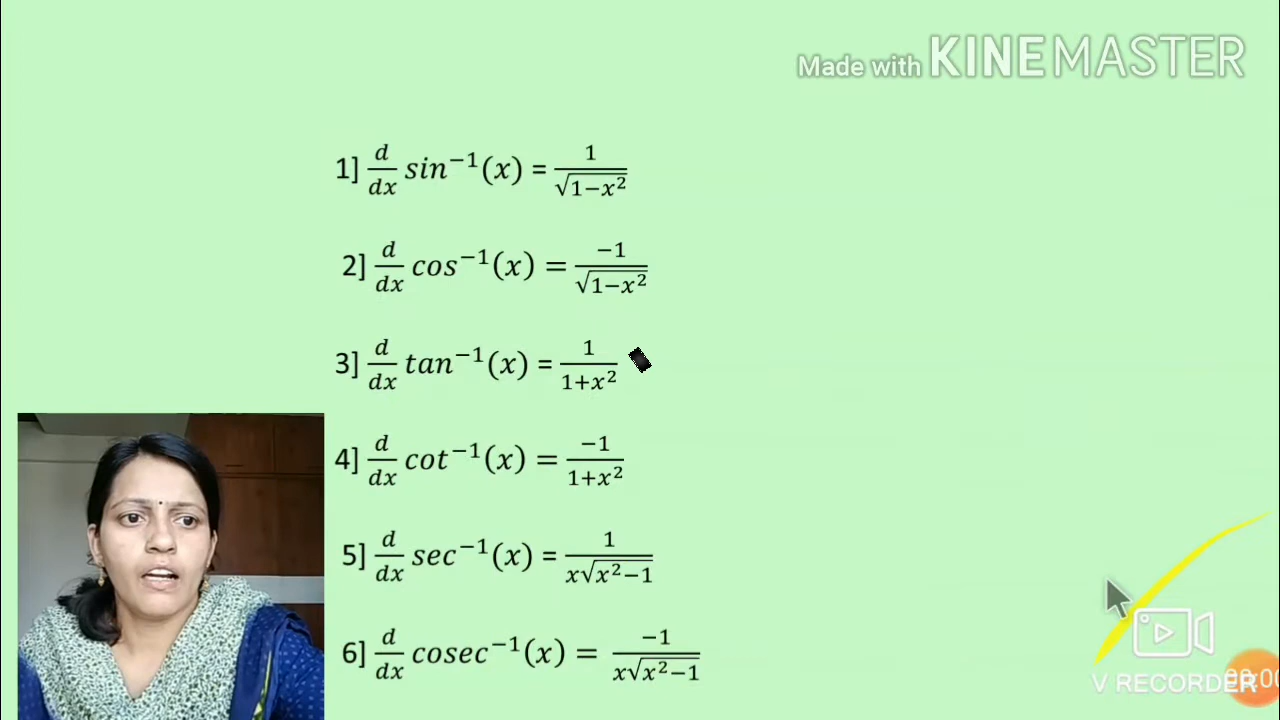 Made with KINEMASTER
1] d/dx sin⁻¹(x) = 1/√(1−x²)
2] d/dx cos⁻¹(x) = −1/√(1−x²)
3] d/dx tan⁻¹(x) = 1/(1+x²)
4] d/dx cot⁻¹(x) = −1/(1+x²)
5] d/dx sec⁻¹(x) = 1/(x√(x²−1))
6] d/dx cosec⁻¹(x) = −1/(x√(x²−1))
V RECORDER